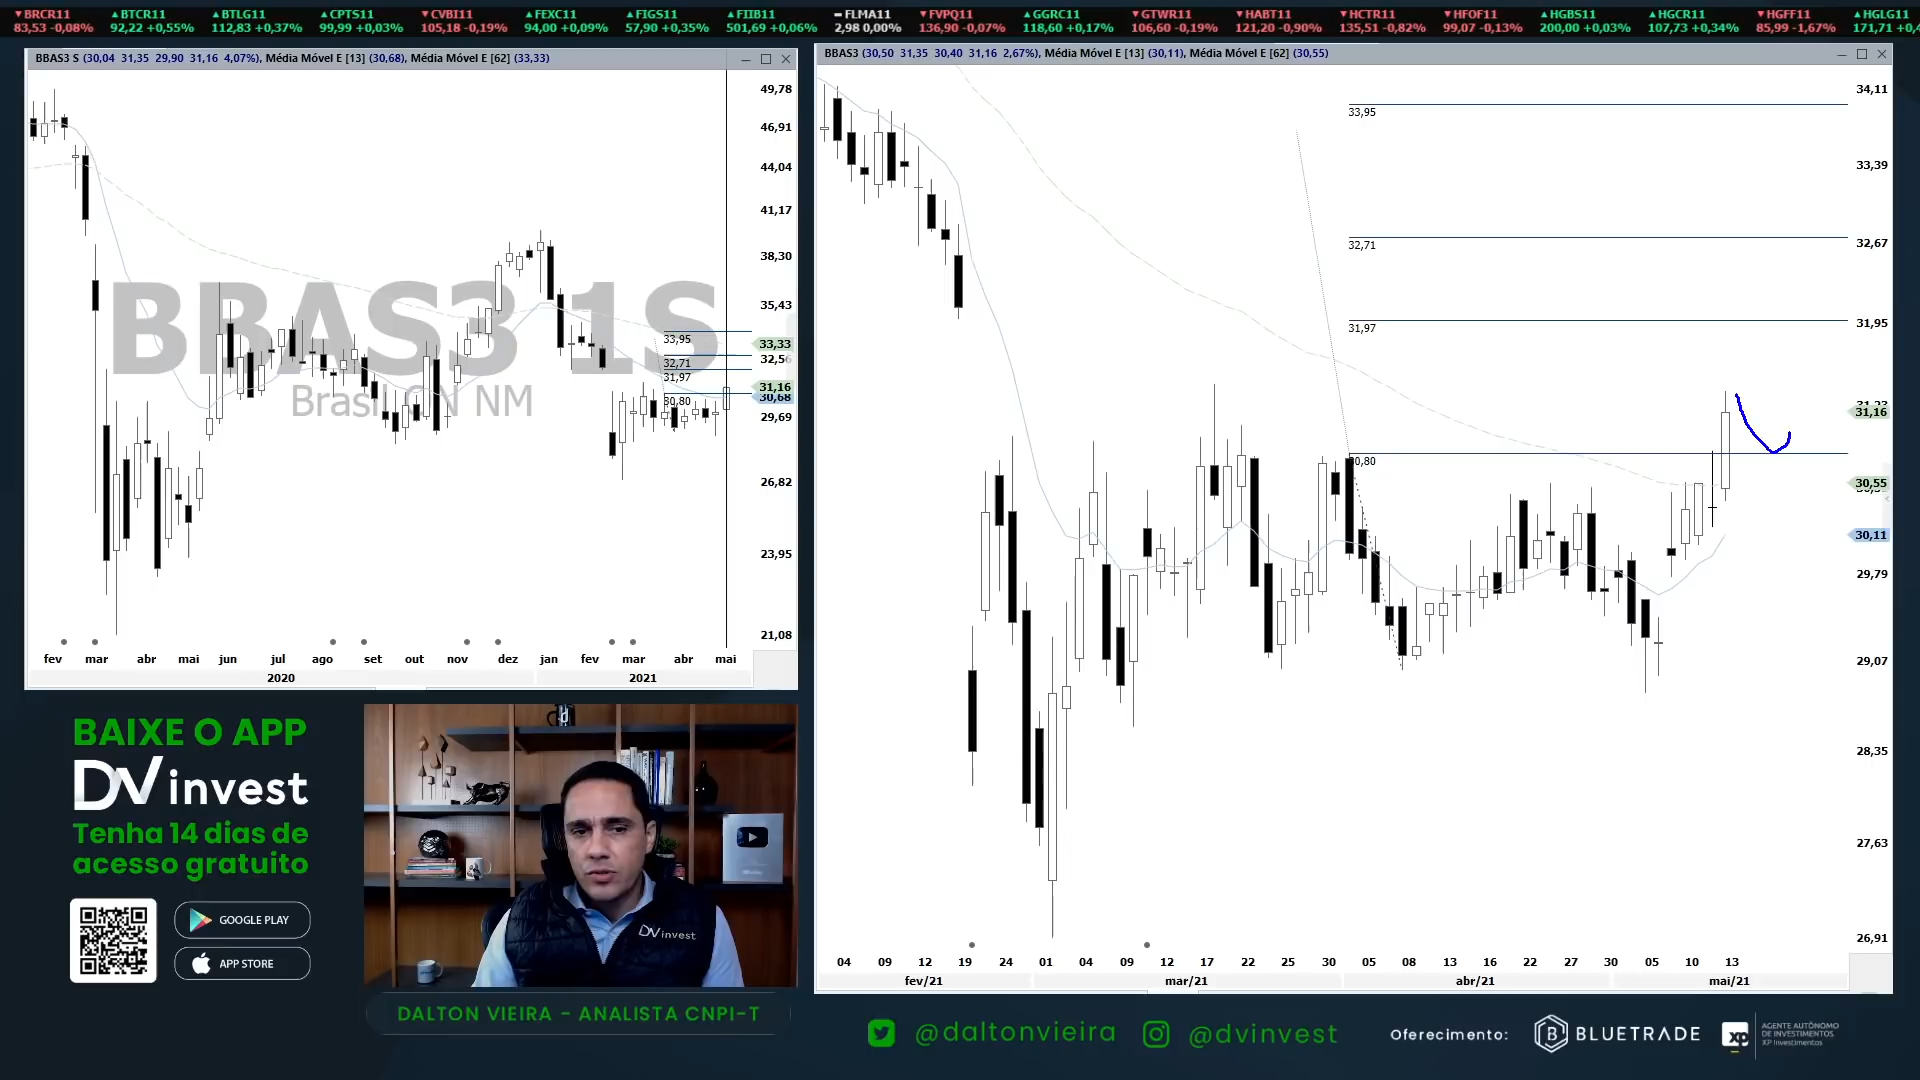 ▼BRCR11 ▲BTCR11 ▲BTLG11 ▲CPTS11 ▼CVBI11 ▲FEXC11 ▲FIGS11 ▲FIIB11 FLMA11 ▼FVPQ11 ▲GGRC11 ▼GTWR11 ▼HABT11 ▼HCTR11 ▼HFOF11 ▲HGBS11 ▲HGCR11 ▼HGFF11 ▲HGLG11
83,53 -0,08% 92,22 +0,55% 112,83 +0,37% 99,99 +0,03% 105,18 -0,19% 94,00 +0,09% 57,90 +0,35% 501,69 +0,06% 2,98 0,00% 136,90 -0,07% 118,60 +0,17% 106,60 -0,19% 121,20 -0,90% 135,51 -0,82% 99,07 -0,13% 200,00 +0,03% 107,73 +0,34% 85,99 -1,67% 171,71 +0,4
BBAS3 S (30,04 31,35 29,90 31,16 4,07%), Média Móvel E [13] (30,68), Média Móvel E [62] (33,33)
49,78
46,91
44,04
41,17
38,30
35,43
33,33
32,56
31,16
30,68
29,69
26,82
23,95
21,08
BBAS3 1S
Brasil ON NM
33,95
32,71
31,97
30,80
fev mar abr mai jun jul ago set out nov dez jan fev mar abr mai
2020 2021
BBAS3 (30,50 31,35 30,40 31,16 2,67%), Média Móvel E [13] (30,11), Média Móvel E [62] (30,55)
34,11
33,39
32,67
31,95
31,16
30,55
30,11
29,79
29,07
28,35
27,63
26,91
33,95
32,71
31,97
30,80
04 09 12 19 24 01 04 09 12 17 22 25 30 05 08 13 16 22 27 30 05 10 13
fev/21 mar/21 abr/21 mai/21
BAIXE O APP
DV invest
Tenha 14 dias de
acesso gratuito
GOOGLE PLAY
APP STORE
DV invest
DALTON VIEIRA - ANALISTA CNPI-T
@daltonvieira
@dvinvest
Oferecimento:
BLUETRADE
xp
AGENTE AUTÔNOMO
DE INVESTIMENTOS
XP Investimentos